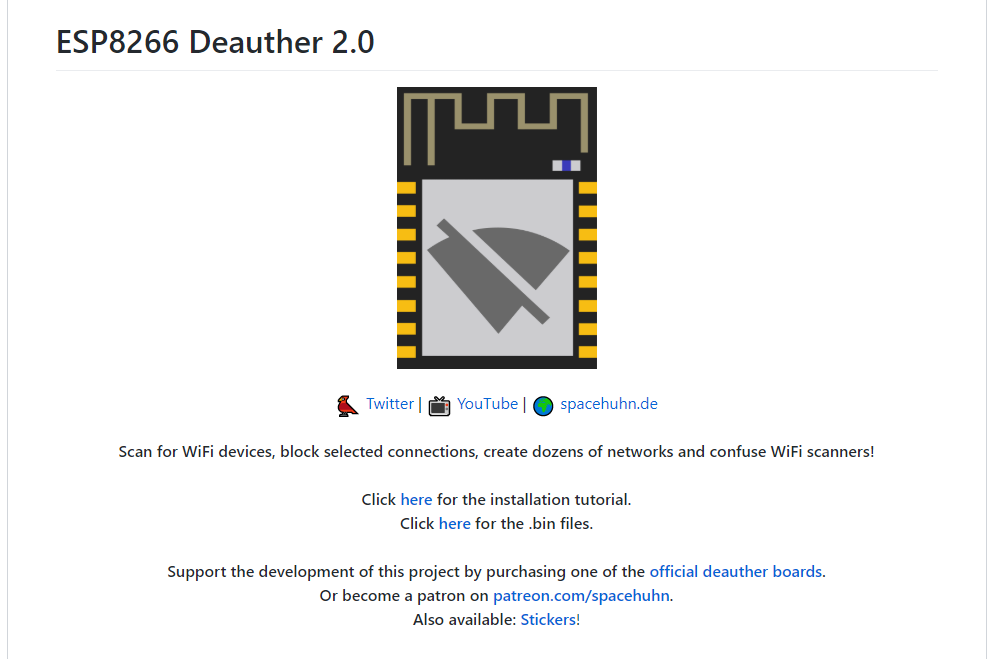 ESP8266 Deauther 2.0
Twitter | YouTube | spacehuhn.de
Scan for WiFi devices, block selected connections, create dozens of networks and confuse WiFi scanners!
Click here for the installation tutorial.
Click here for the .bin files.
Support the development of this project by purchasing one of the official deauther boards.
Or become a patron on patreon.com/spacehuhn.
Also available: Stickers!